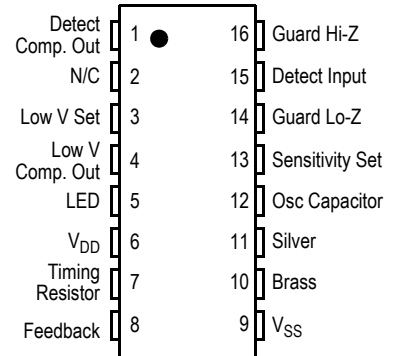 Detect
Comp. Out 1 16 Guard Hi-Z
N/C 2 15 Detect Input
Low V Set 3 14 Guard Lo-Z
Low V
Comp. Out 4 13 Sensitivity Set
LED 5 12 Osc Capacitor
VDD 6 11 Silver
Timing
Resistor 7 10 Brass
Feedback 8 9 VSS